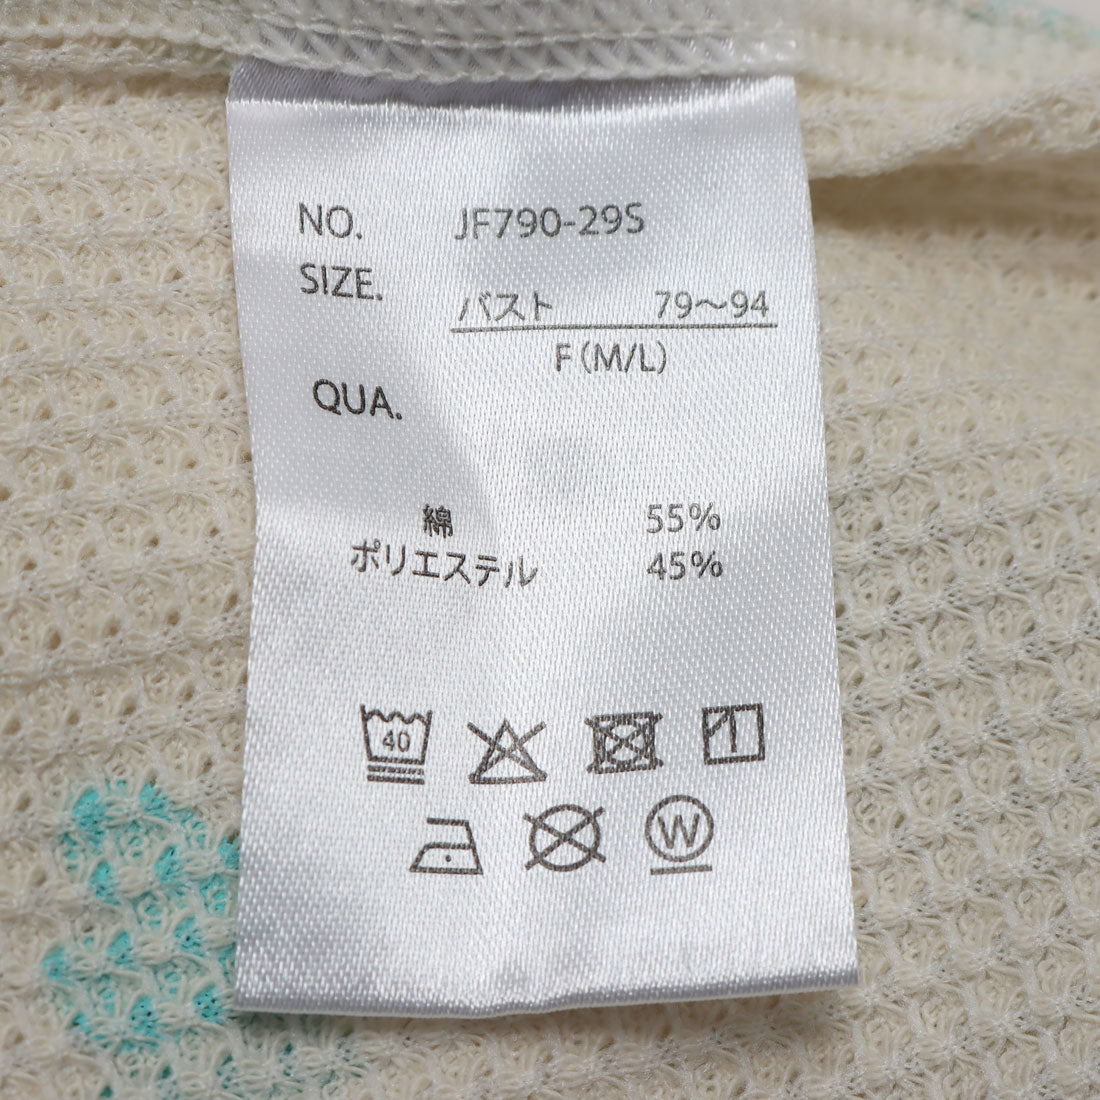 NO. JF790-29S
SIZE.
バスト 79～94
F(M/L)
QUA.
綿 55%
ポリエステル 45%
40
W